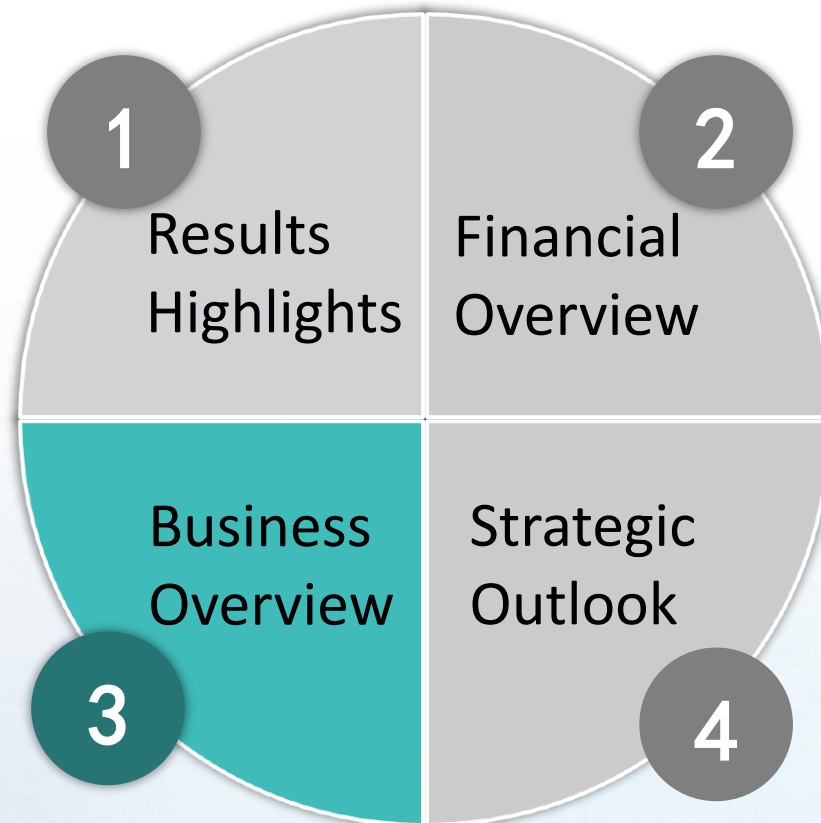 1
Results
Highlights
2
Financial
Overview
3
Business
Overview
4
Strategic
Outlook